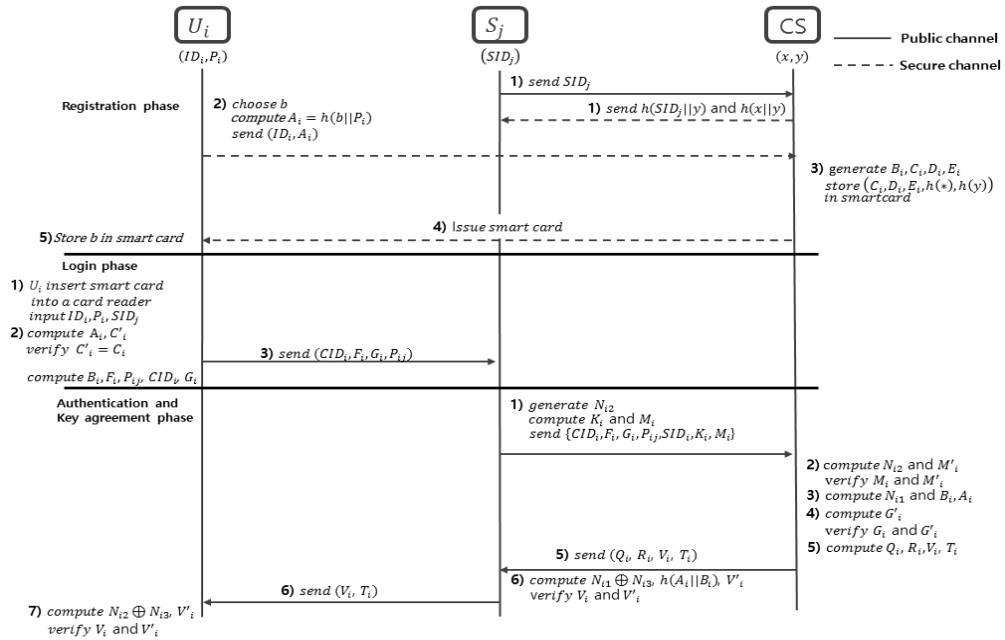 U_i S_j CS
(ID_i,P_i) (SID_j) (x,y)
Public channel
Secure channel
Registration phase
1) send SID_j
1) send h(SID_j||y) and h(x||y)
2) choose b
compute A_i = h(b||P_i)
send (ID_i,A_i)
3) generate B_i,C_i,D_i,E_i
store (C_i,D_i,E_i,h(*),h(y))
in smartcard
4) Issue smart card
5)Store b in smart card
Login phase
1) U_i insert smart card
into a card reader
input ID_i,P_i,SID_j
2) compute A_i,C'_i
verify C'_i = C_i
3) send (CID_i,F_i,G_i,P_ij)
compute B_i,F_i,P_ij, CID_i, G_i
Authentication and
Key agreement phase
1) generate N_i2
compute K_i and M_i
send {CID_i,F_i,G_i,P_ij,SID_i,K_i,M_i}
2) compute N_i2 and M'_i
verify M_i and M'_i
3) compute N_i1 and B_i,A_i
4) compute G'_i
verify G_i and G'_i
5) compute Q_i, R_i,V_i, T_i
5) send (Q_i, R_i, V_i, T_i)
6) compute N_i1 ⊕ N_i3, h(A_i||B_i), V'_i
verify V_i and V'_i
6) send (V_i, T_i)
7) compute N_i2 ⊕ N_i3, V'_i
verify V_i and V'_i